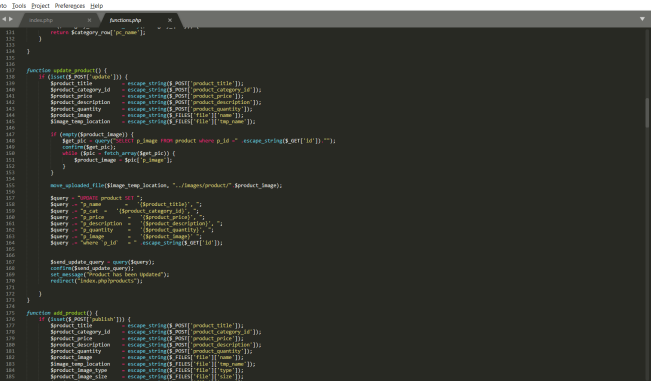 to Tools Project Preferences Help
index.php × functions.php ×
131 return $category_row['pc_name'];
132 }
133
134 }
135
136
137 function update_product() {
138 if (isset($_POST['update'])) {
139 $product_title = escape_string($_POST['product_title']);
140 $product_category_id = escape_string($_POST['product_category_id']);
141 $product_price = escape_string($_POST['product_price']);
142 $product_description = escape_string($_POST['product_description']);
143 $product_quantity = escape_string($_POST['product_quantity']);
144 $product_image = escape_string($_FILES['file']['name']);
145 $image_temp_location = escape_string($_FILES['file']['tmp_name']);
146
147 if (empty($product_image)) {
148 $get_pic = query("SELECT p_image FROM product where p_id =" .escape_string($_GET['id']) "");
149 confirm($get_pic);
150 while ($pic = fetch_array($get_pic)) {
151 $product_image = $pic['p_image'];
152 }
153 }
154
155 move_uploaded_file($image_temp_location, "../images/product/" $product_image);
156
157 $query = "UPDATE product SET ";
158 $query .= "p_name = '{$product_title}', ";
159 $query .= "p_cat = '{$product_category_id}', ";
160 $query .= "p_price = '{$product_price}', ";
161 $query .= "p_description = '{$product_description}', ";
162 $query .= "p_quantity = '{$product_quantity}', ";
163 $query .= "p_image = '{$product_image}' ";
164 $query .= "where `p_id` = " escape_string($_GET['id']);
165
166
167 $send_update_query = query($query);
168 confirm($send_update_query);
169 set_message("Product has been Updated");
170 redirect("index.php?products");
171
172 }
173 }
174
175 function add_product() {
176 if (isset($_POST['publish'])) {
177 $product_title = escape_string($_POST['product_title']);
178 $product_category_id = escape_string($_POST['product_category_id']);
179 $product_price = escape_string($_POST['product_price']);
180 $product_description = escape_string($_POST['product_description']);
181 $product_quantity = escape_string($_POST['product_quantity']);
182 $product_image = escape_string($_FILES['file']['name']);
183 $image_temp_location = escape_string($_FILES['file']['tmp_name']);
184 $product_image_type = escape_string($_FILES['file']['type']);
185 $product_image_size = escape_string($_FILES['file']['size']);